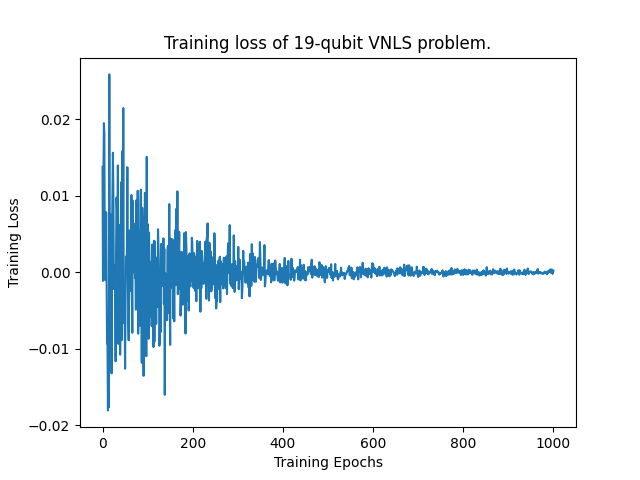 Training loss of 19-qubit VNLS problem.
0.02
0.01
0.00
−0.01
−0.02
Training Loss
0 200 400 600 800 1000
Training Epochs